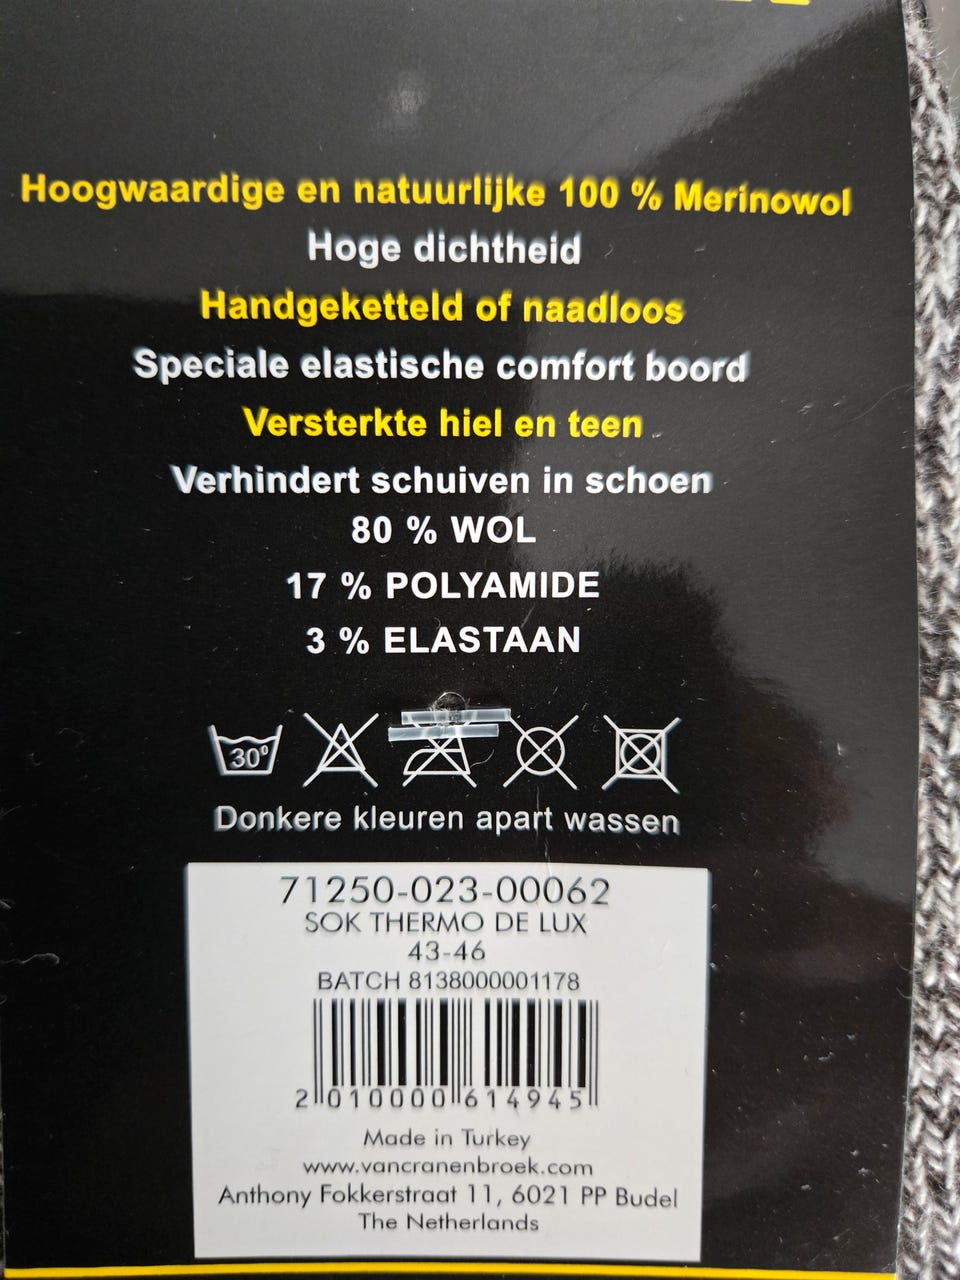 Hoogwaardige en natuurlijke 100 % Merinowol
Hoge dichtheid
Handgeketteld of naadloos
Speciale elastische comfort boord
Versterkte hiel en teen
Verhindert schuiven in schoen
80 % WOL
17 % POLYAMIDE
3 % ELASTAAN
30°
Donkere kleuren apart wassen
71250-023-00062
SOK THERMO DE LUX
43-46
BATCH 8138000001178
2 010000 614945
Made in Turkey
www.vancranenbroek.com
Anthony Fokkerstraat 11, 6021 PP Budel
The Netherlands